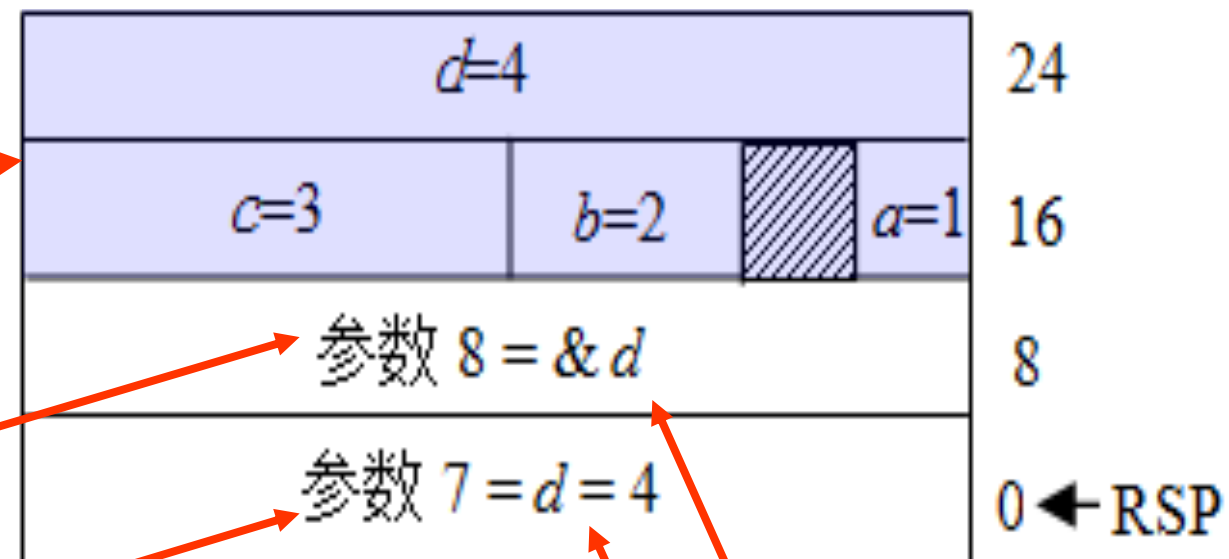 d=4 24
c=3 b=2 a=1 16
参数 8 = & d 8
参数 7 = d = 4 0 RSP